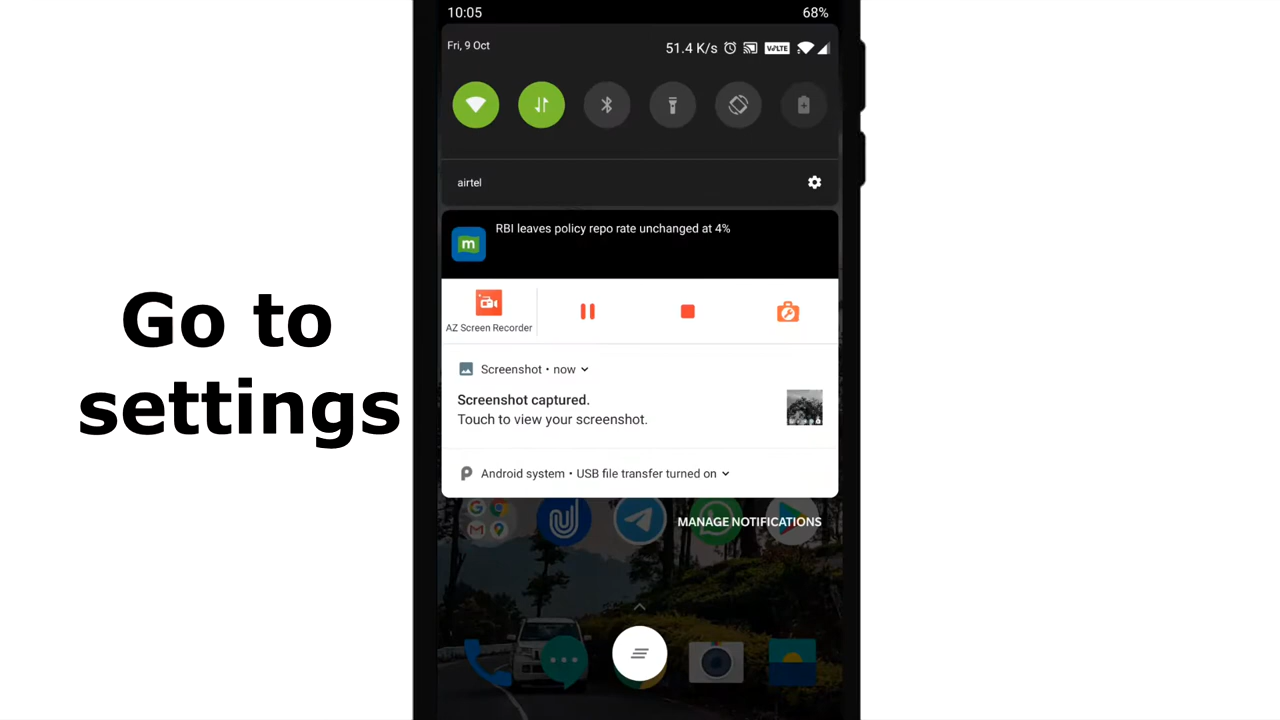 10:05
68%
Fri, 9 Oct
51.4 K/s
VoLTE
airtel
m
RBI leaves policy repo rate unchanged at 4%
AZ Screen Recorder
Screenshot • now
Screenshot captured.
Touch to view your screenshot.
Android system • USB file transfer turned on
MANAGE NOTIFICATIONS
Go to
settings